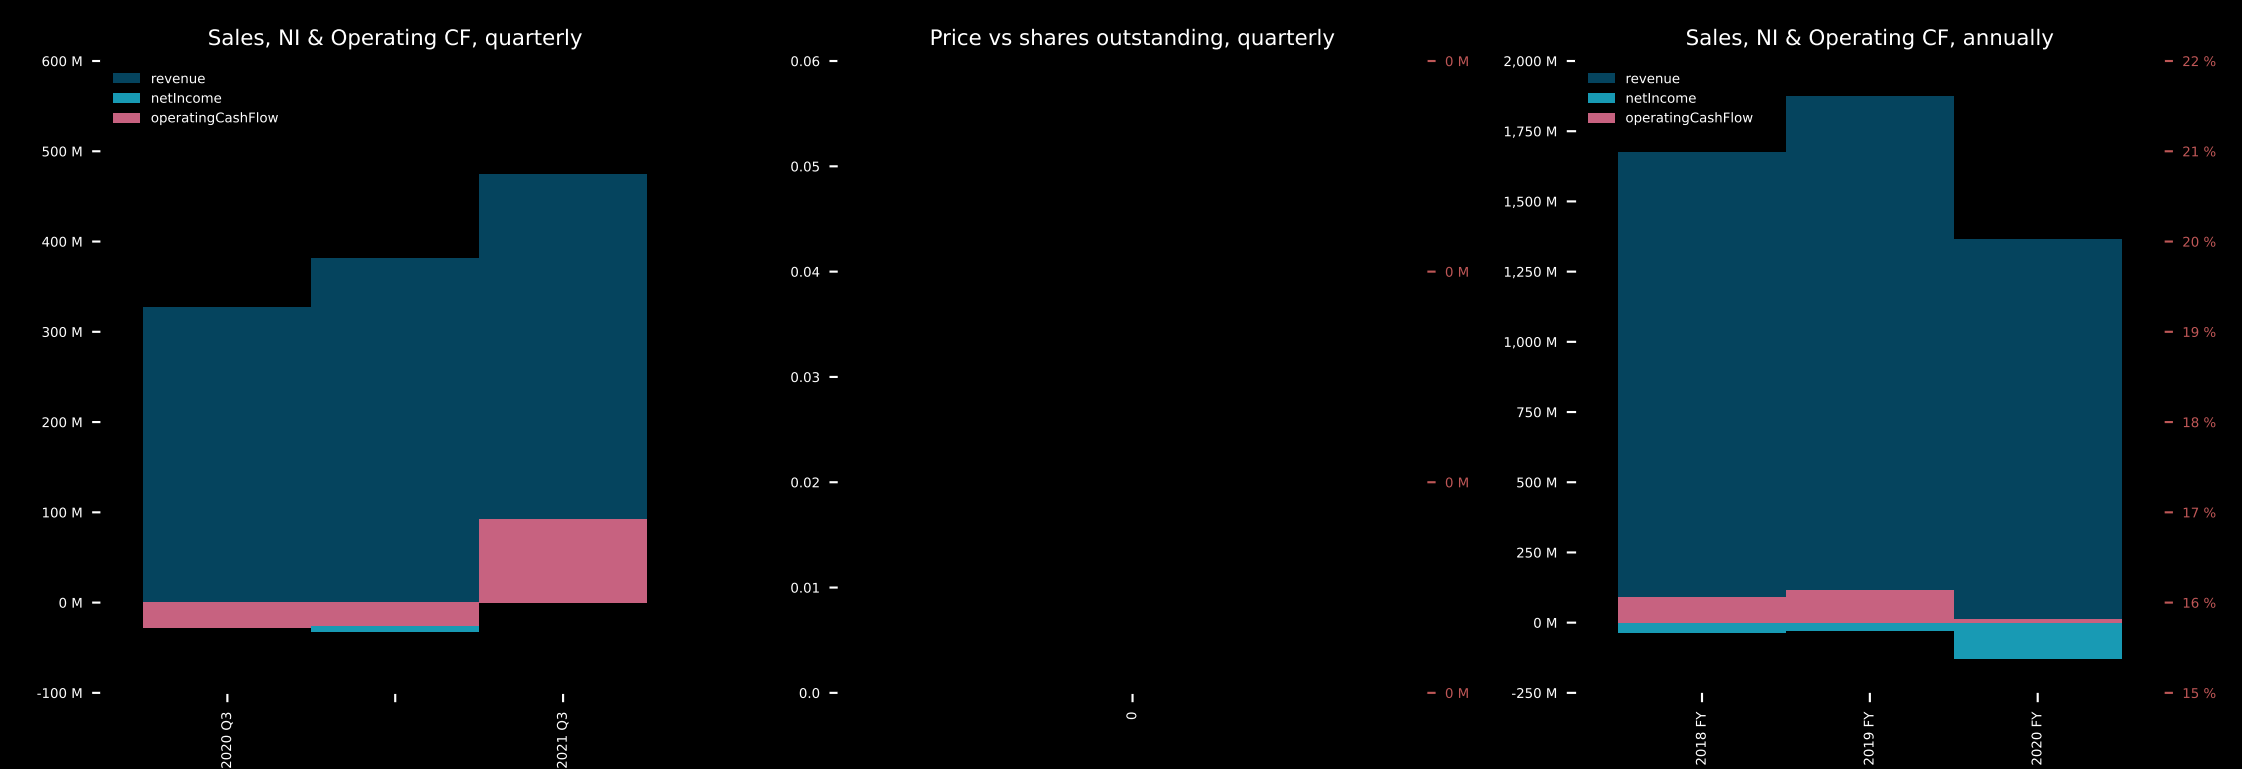 Sales, NI & Operating CF, quarterly
600 M
500 M
400 M
300 M
200 M
100 M
0 M
-100 M
revenue
netIncome
operatingCashFlow
2020 Q3
2021 Q3
Price vs shares outstanding, quarterly
0.06
0.05
0.04
0.03
0.02
0.01
0.0
0 M
0 M
0 M
0 M
0
Sales, NI & Operating CF, annually
2,000 M
1,750 M
1,500 M
1,250 M
1,000 M
750 M
500 M
250 M
0 M
-250 M
revenue
netIncome
operatingCashFlow
22 %
21 %
20 %
19 %
18 %
17 %
16 %
15 %
2018 FY
2019 FY
2020 FY